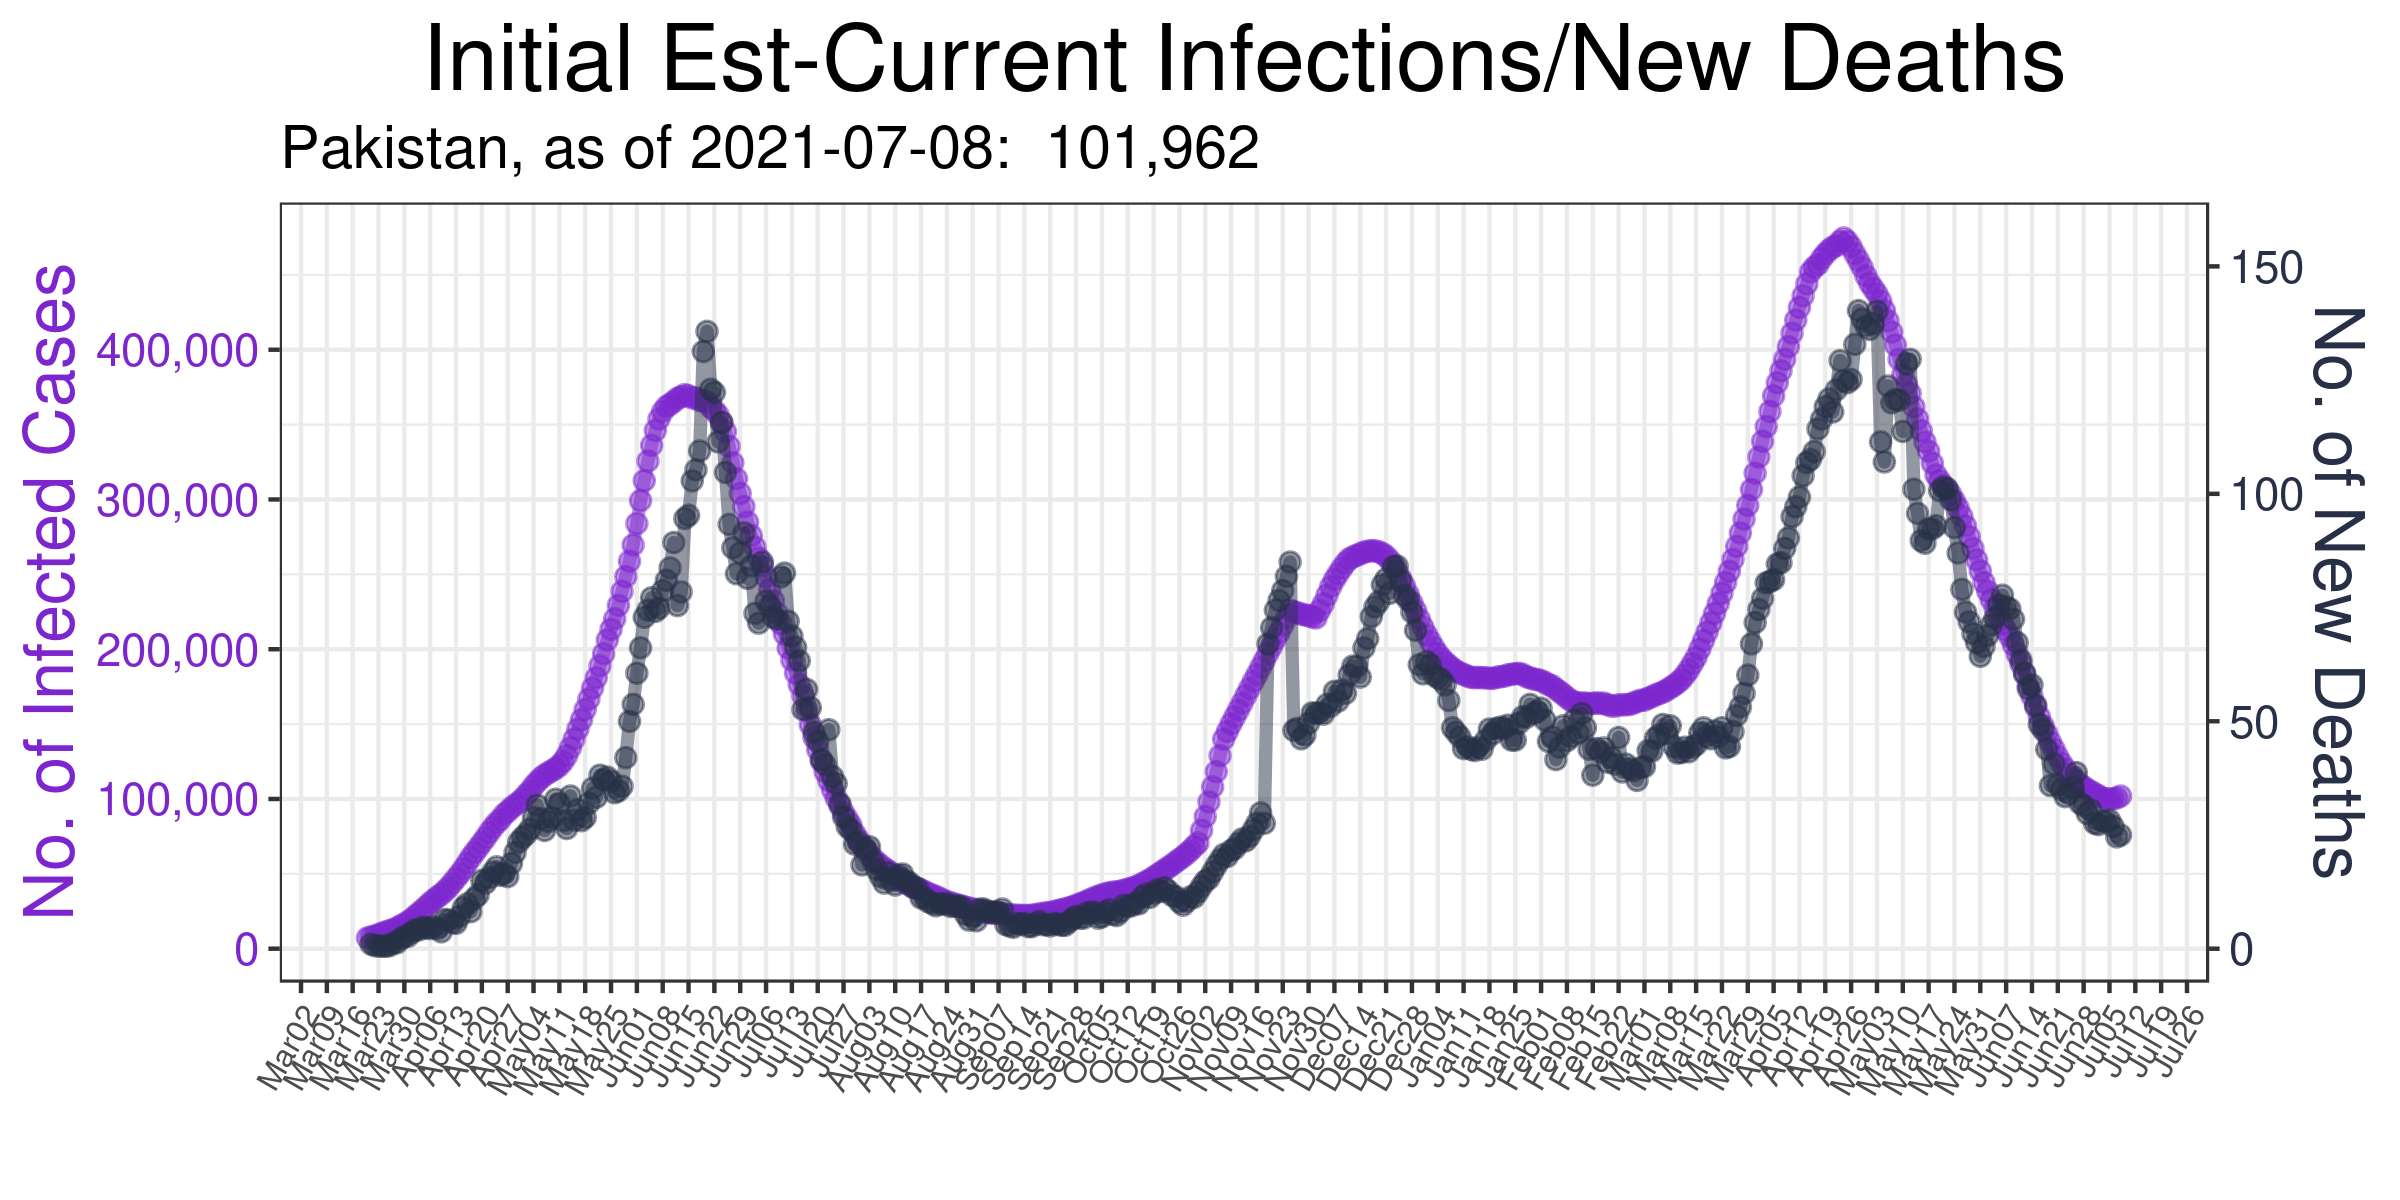 Initial Est-Current Infections/New Deaths
Pakistan, as of 2021-07-08: 101,962
No. of Infected Cases
400,000
300,000
200,000
100,000
0
150
100
50
0
No. of New Deaths
Mar02
Mar09
Mar16
Mar23
Mar30
Apr06
Apr13
Apr20
Apr27
May04
May11
May18
May25
Jun01
Jun08
Jun15
Jun22
Jun29
Jul06
Jul13
Jul20
Jul27
Aug03
Aug10
Aug17
Aug24
Aug31
Sep07
Sep14
Sep21
Sep28
Oct05
Oct12
Oct19
Oct26
Nov02
Nov09
Nov16
Nov23
Nov30
Dec07
Dec14
Dec21
Dec28
Jan04
Jan11
Jan18
Jan25
Feb01
Feb08
Feb15
Feb22
Mar01
Mar08
Mar15
Mar22
Mar29
Apr05
Apr12
Apr19
Apr26
May03
May10
May17
May24
May31
Jun07
Jun14
Jun21
Jun28
Jul05
Jul12
Jul19
Jul26